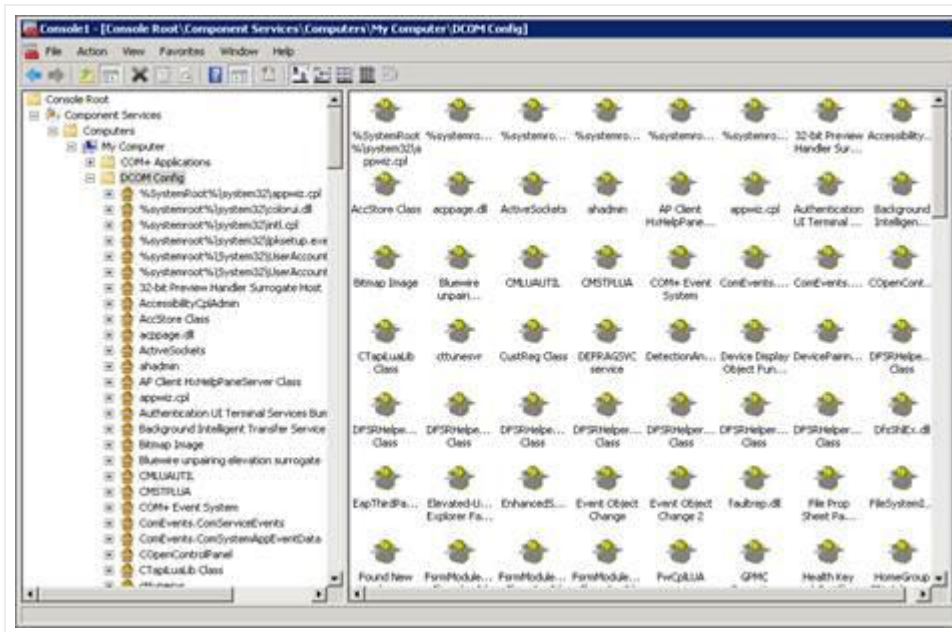 Console1 - [Console Root\Component Services\Computers\My Computer\DCOM Config]
File Action View Favorites Window Help
Console Root
Component Services
Computers
My Computer
COM+ Applications
DCOM Config
%SystemRoot%\system32\appwiz.cpl
%systemroot%\system32\colorui.dll
%systemroot%\system32\intl.cpl
%systemroot%\System32\lpksetup.exe
%systemroot%\System32\UserAccount
%systemroot%\System32\UserAccount
32-bit Preview Handler Surrogate Host
AccessibilityCplAdmin
AccStore Class
acppage.dll
ActiveSockets
ahadmin
AP Client HxHelpPaneServer Class
appwiz.cpl
Authentication UI Terminal Services Bun
Background Intelligent Transfer Service
Bitmap Image
Bluewire unpairing elevation surrogate
CMLUAUTIL
CMSTPLUA
COM+ Event System
ComEvents.ComServiceEvents
ComEvents.ComSystemAppEventData
COpenControlPanel
CTapiLuaLib Class
%SystemRoot %systemro... %systemro... %systemro... %systemro... %systemro... 32-bit Preview Accessibility...
%\system32\a Handler Sur...
ppwiz.cpl
AccStore Class acppage.dll ActiveSockets ahadmin AP Client appwiz.cpl Authentication Background
HxHelpPane... UI Terminal ... Intelligen...
Bitmap Image Bluewire CMLUAUTIL CMSTPLUA COM+ Event ComEvents.... ComEvents.... COpenCont...
unpairi... System
CTapiLuaLib cttunesvr CustReg Class DEFRAGSVC DetectionAn... Device Display DevicePairin... DFSRHelpe...
Class service Object Fun... Class
DFSRHelpe... DFSRHelper... DFSRHelper... DFSRHelper... DFSRHelper... DFSRHelper... DFSRHelper... DfsShlEx.dll
Class Class Class Class Class Class Class
EapThirdPa... Elevated-U... EnhancedS... Event Object Event Object faultrep.dll File Prop FileSystemI...
Explorer Fa... Change Change 2 Sheet Pa...
Found New FormModule... FormModule... FormModule... FwCplLUA GPMC Health Key HomeGroup